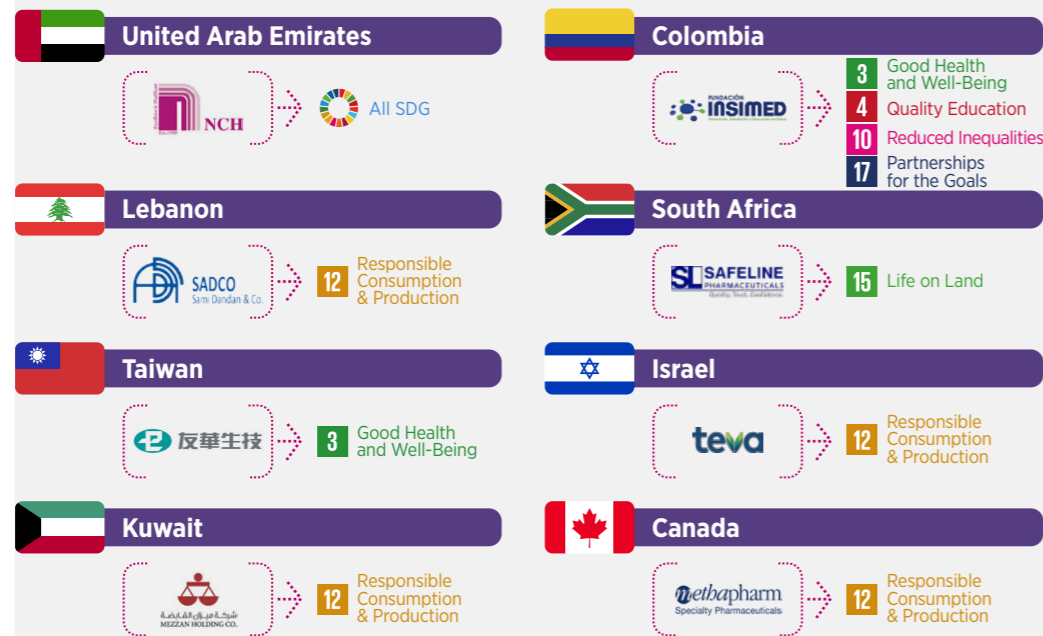 United Arab Emirates
NCH
All SDG
Colombia
FUNDACIÓN
INSIMED
3 Good Health
and Well-Being
4 Quality Education
10 Reduced Inequalities
17 Partnerships
for the Goals
Lebanon
SADCO
Sami Dandan & Co.
12 Responsible
Consumption
& Production
South Africa
SL SAFELINE
PHARMACEUTICALS
Quality. Trust. Confidence.
15 Life on Land
Taiwan
友華生技
3 Good Health
and Well-Being
Israel
teva
12 Responsible
Consumption
& Production
Kuwait
شركة ميزان القابضة
MEZZAN HOLDING CO.
12 Responsible
Consumption
& Production
Canada
Methapharm
Specialty Pharmaceuticals
12 Responsible
Consumption
& Production